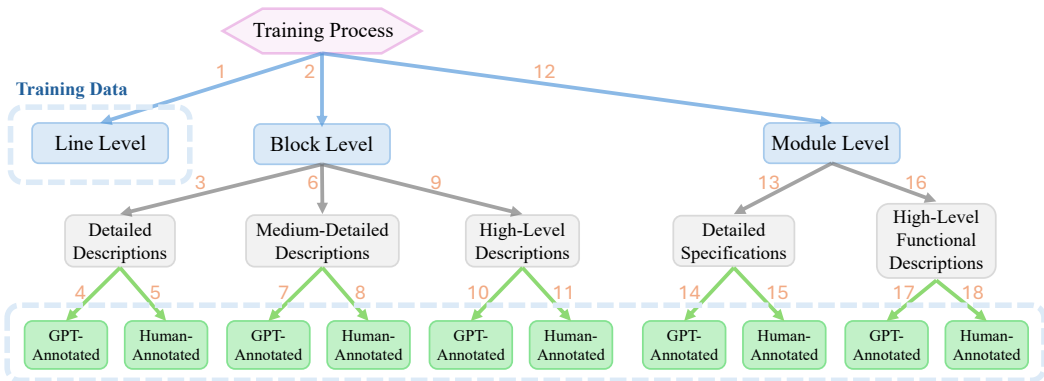 Training Process
1
2
12
Training Data
Line Level
Block Level
Module Level
3
6
9
13
16
Detailed
Descriptions
Medium-Detailed
Descriptions
High-Level
Descriptions
Detailed
Specifications
High-Level
Functional
Descriptions
4
5
7
8
10
11
14
15
17
18
GPT-
Annotated
Human-
Annotated
GPT-
Annotated
Human-
Annotated
GPT-
Annotated
Human-
Annotated
GPT-
Annotated
Human-
Annotated
GPT-
Annotated
Human-
Annotated